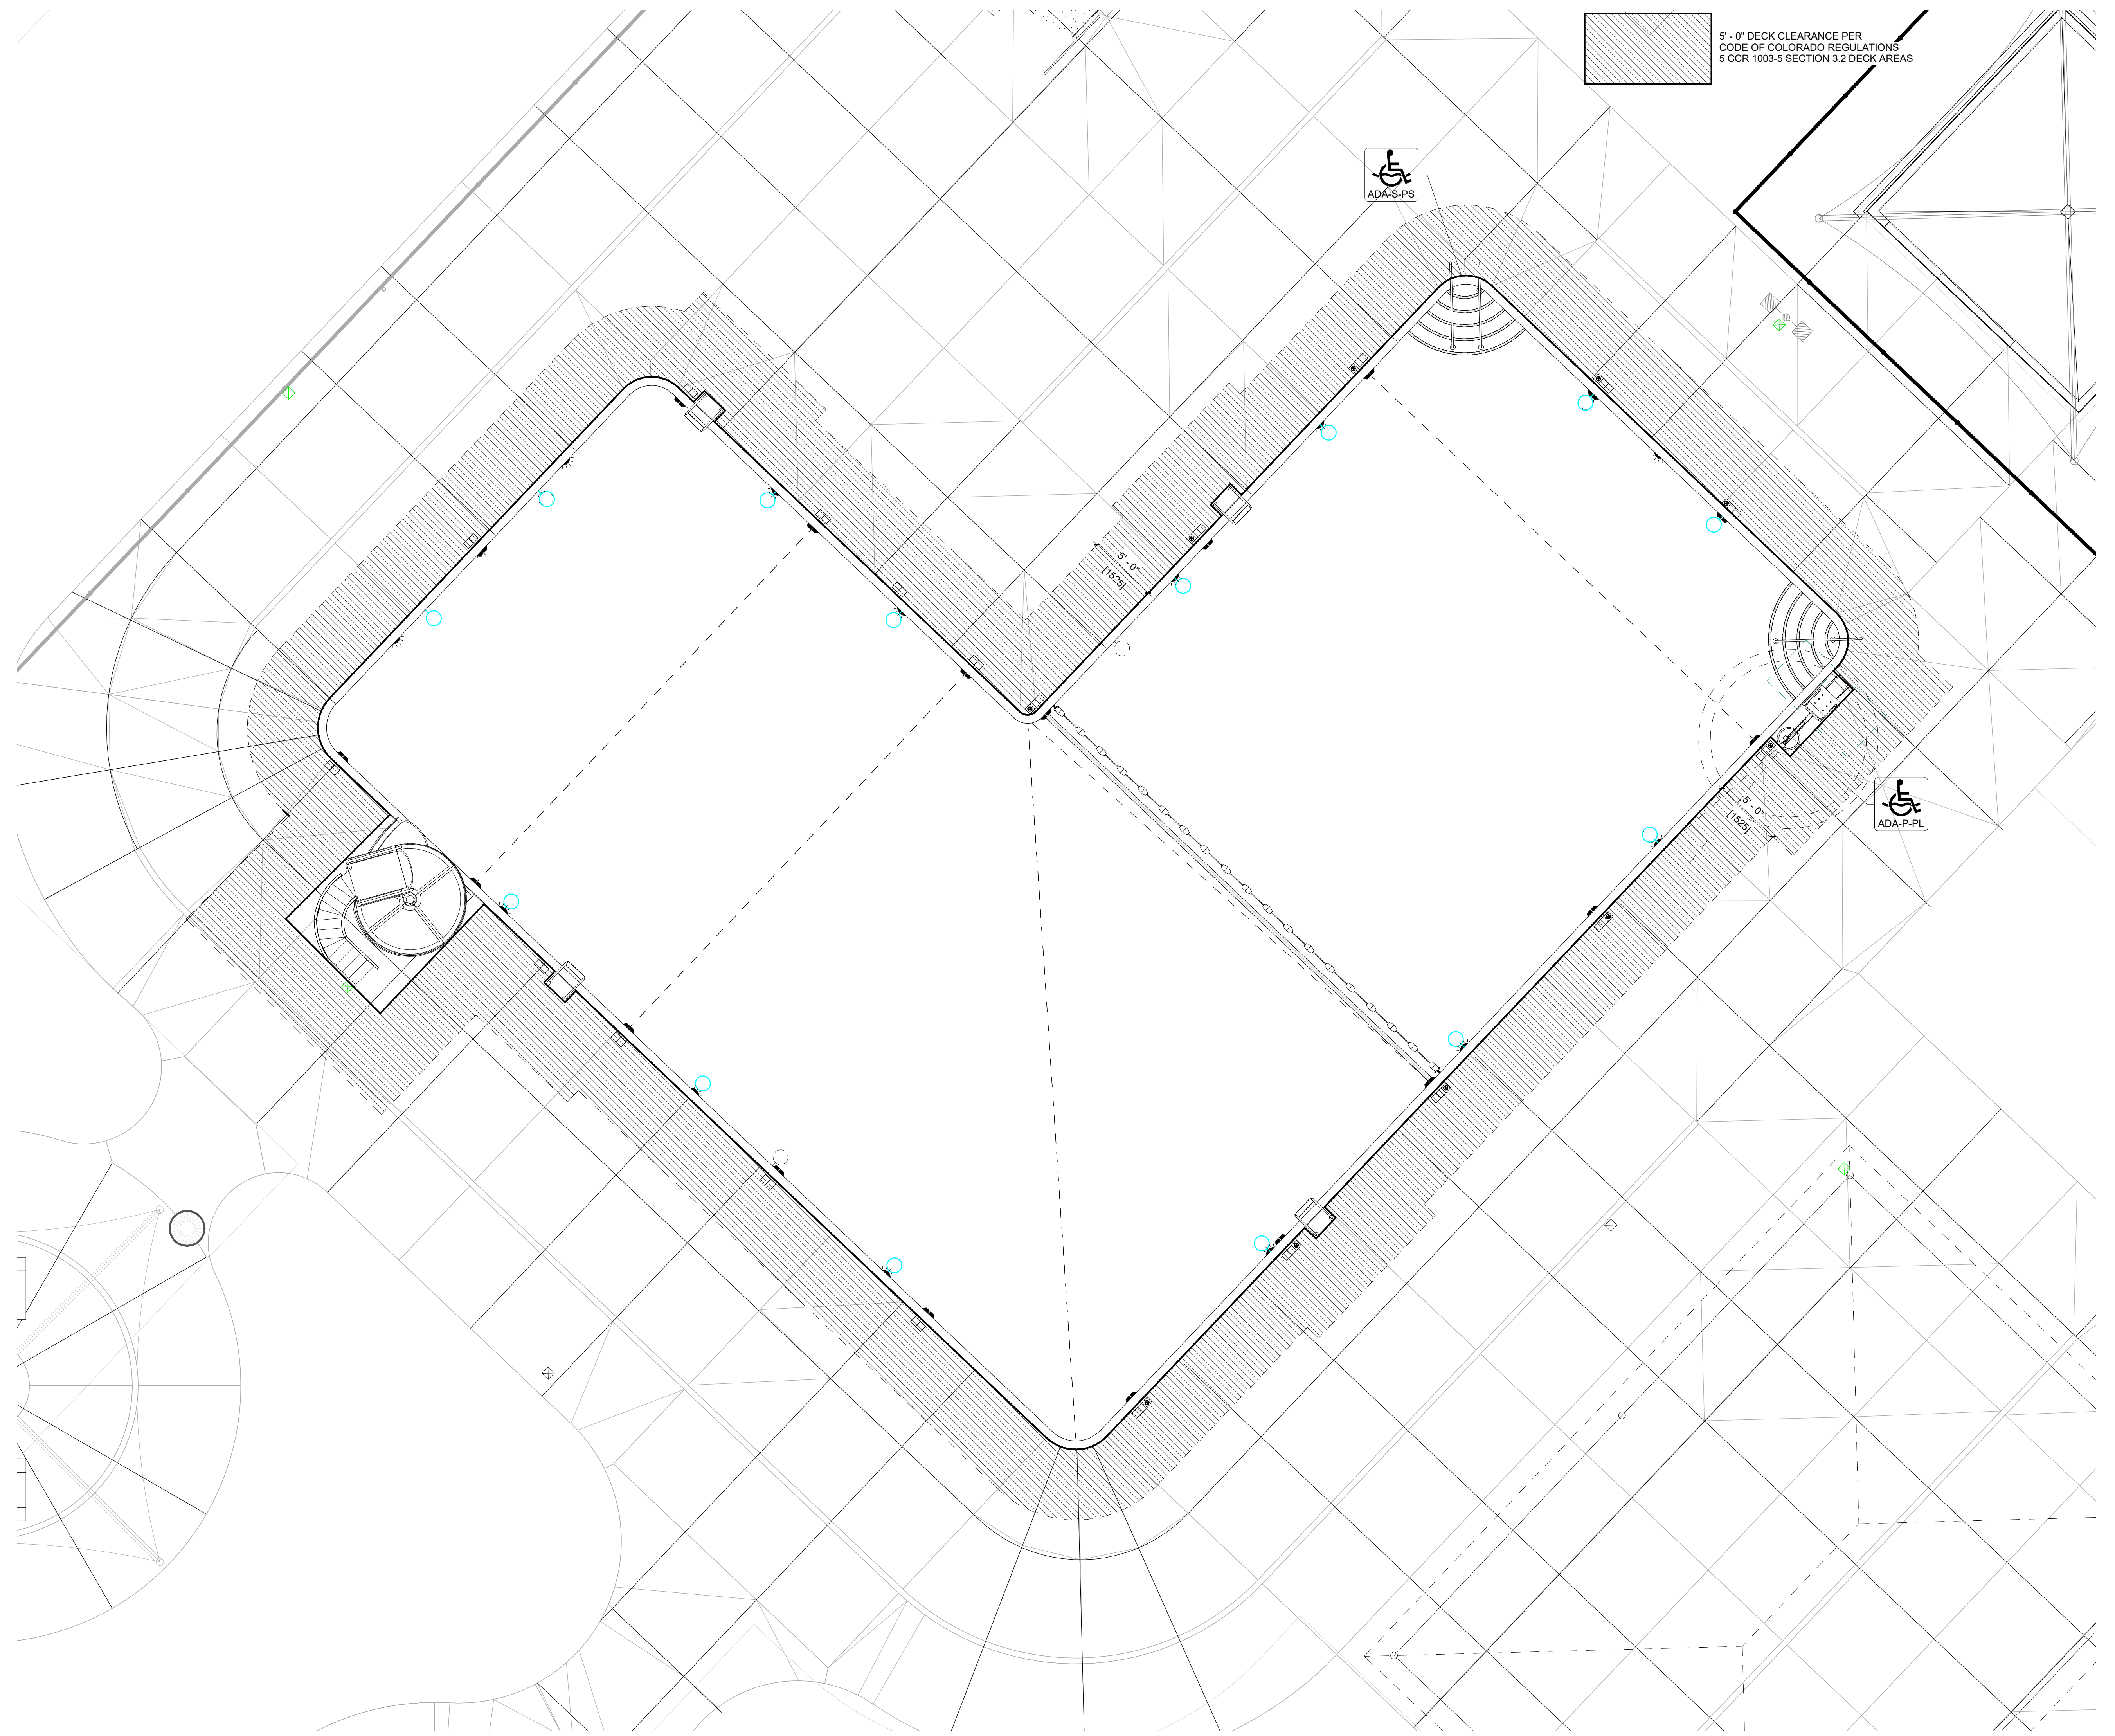 5' - 0" DECK CLEARANCE PER
CODE OF COLORADO REGULATIONS
5 CCR 1003-5 SECTION 3.2 DECK AREAS
ADA-S-PS
5' - 0"
[1525]
5' - 0"
[1525]
ADA-P-PL